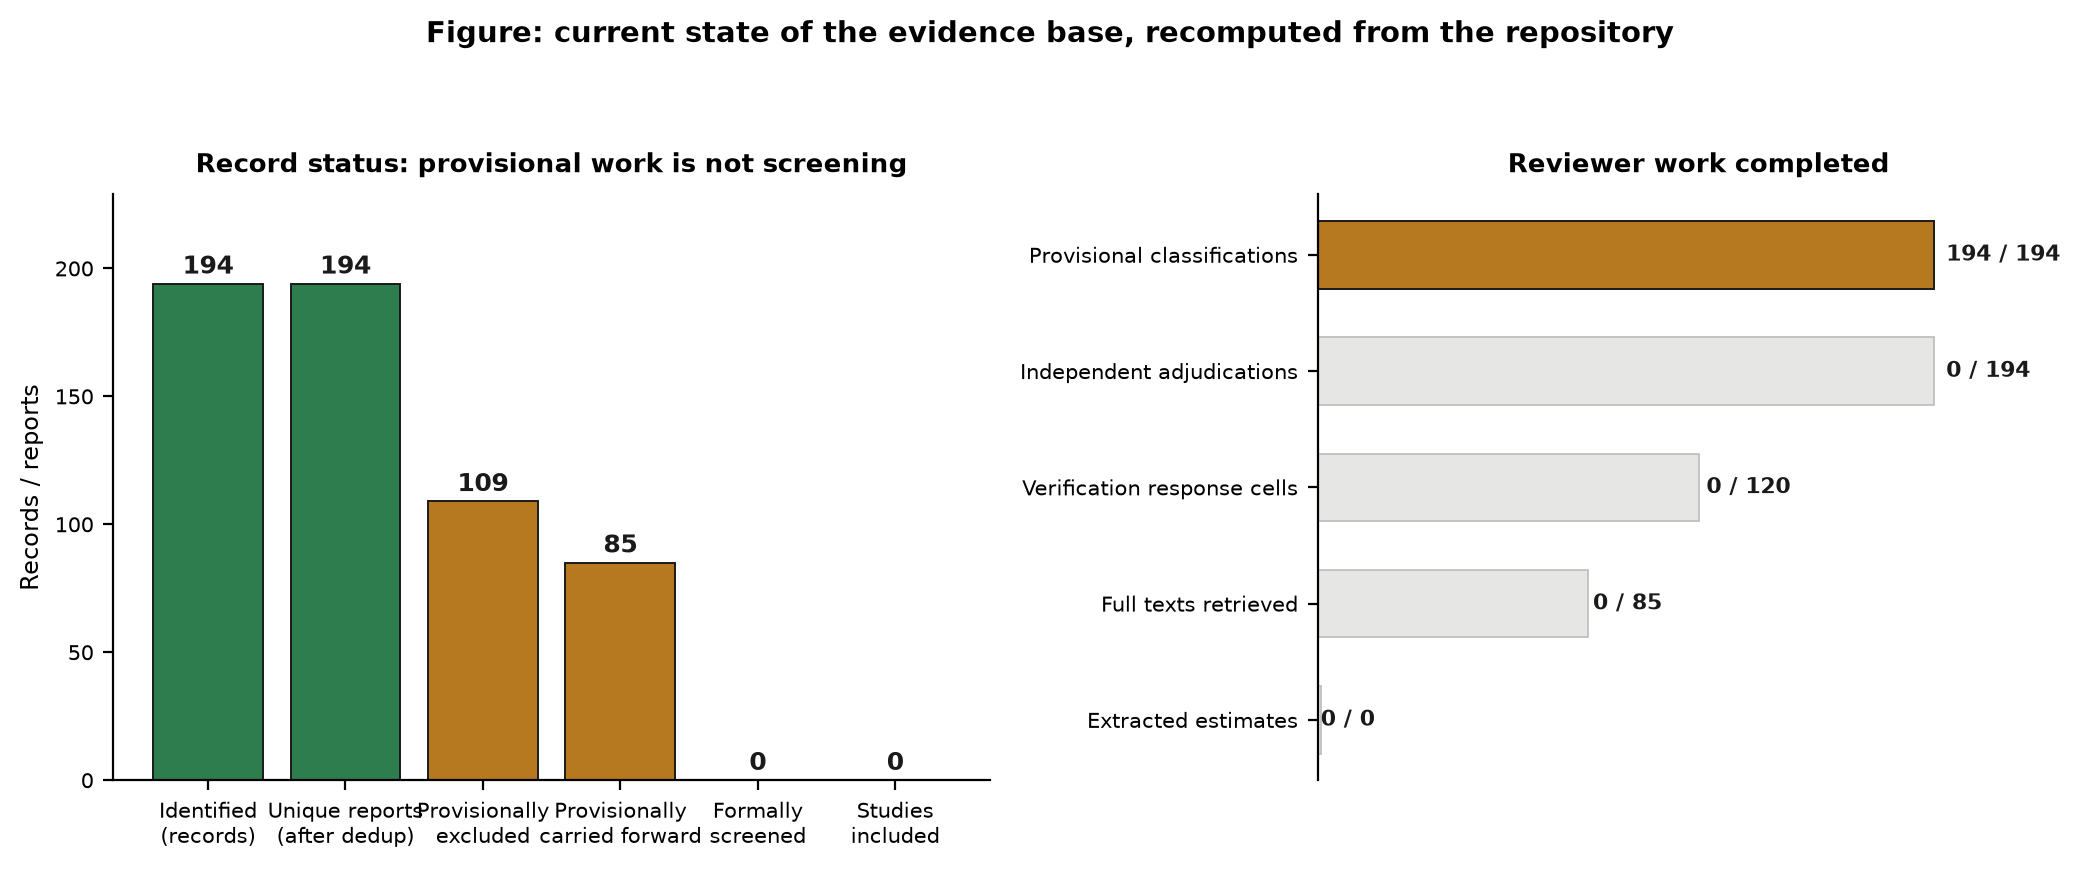 Figure: current state of the evidence base, recomputed from the repository
Record status: provisional work is not screening
Records / reports
200
150
100
50
0
194
194
109
85
0
0
Identified
(records)
Unique reports
(after dedup)
Provisionally
excluded
Provisionally
carried forward
Formally
screened
Studies
included
Reviewer work completed
Provisional classifications
194 / 194
Independent adjudications
0 / 194
Verification response cells
0 / 120
Full texts retrieved
0 / 85
Extracted estimates
0 / 0